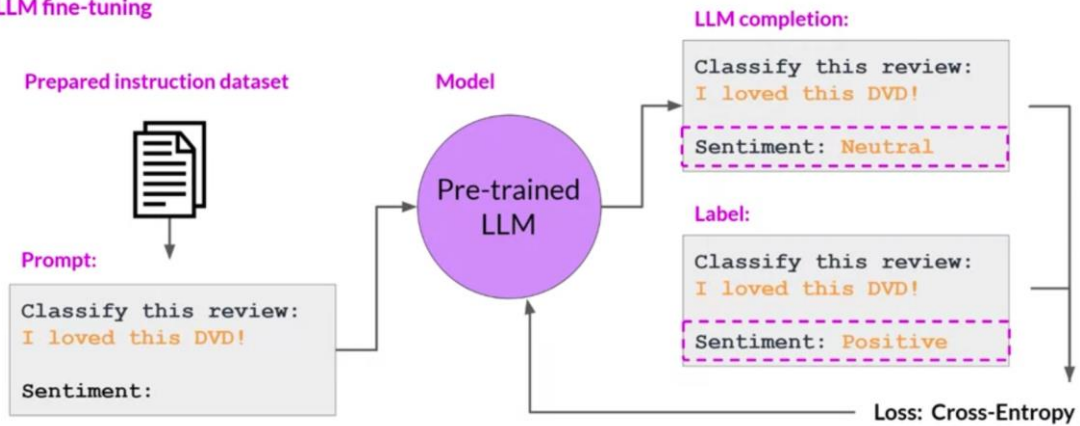 LLM fine-tuning
Prepared instruction dataset
Prompt:
Classify this review:
I loved this DVD!
Sentiment:
Model
Pre-trained
LLM
LLM completion:
Classify this review:
I loved this DVD!
Sentiment: Neutral
Label:
Classify this review:
I loved this DVD!
Sentiment: Positive
Loss: Cross-Entropy